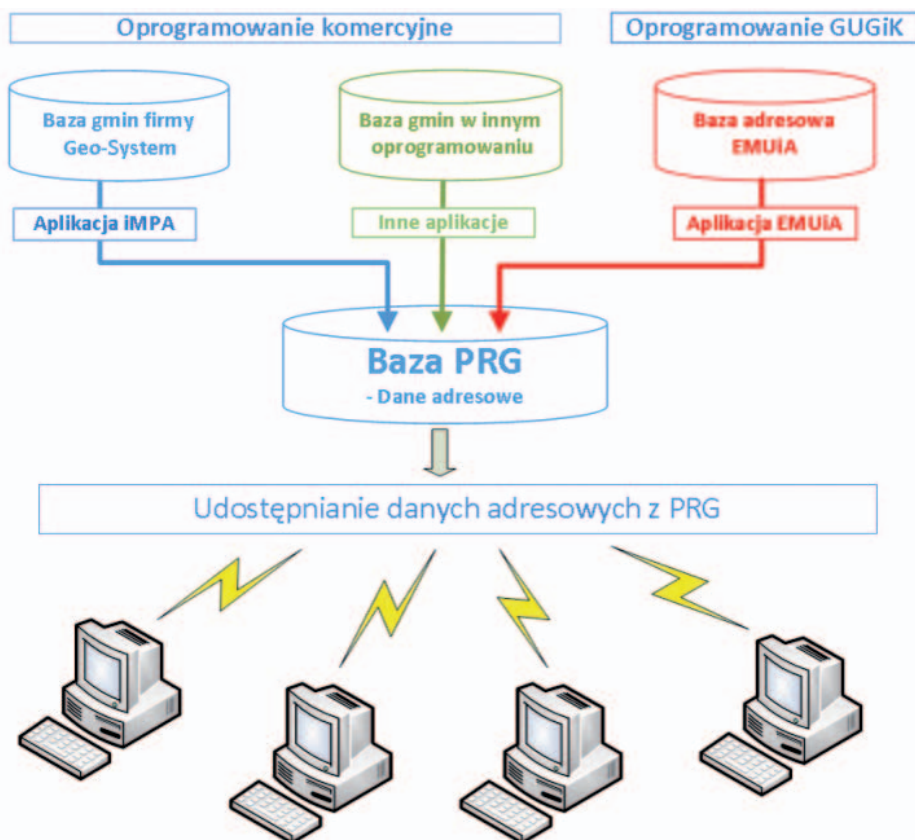 Oprogramowanie komercyjne
Oprogramowanie GUGiK
Baza gmin firmy
Geo-System
Baza gmin w innym
oprogramowaniu
Baza adresowa
EMUiA
Aplikacja iMPA
Inne aplikacje
Aplikacja EMUiA
Baza PRG
- Dane adresowe
Udostępnianie danych adresowych z PRG